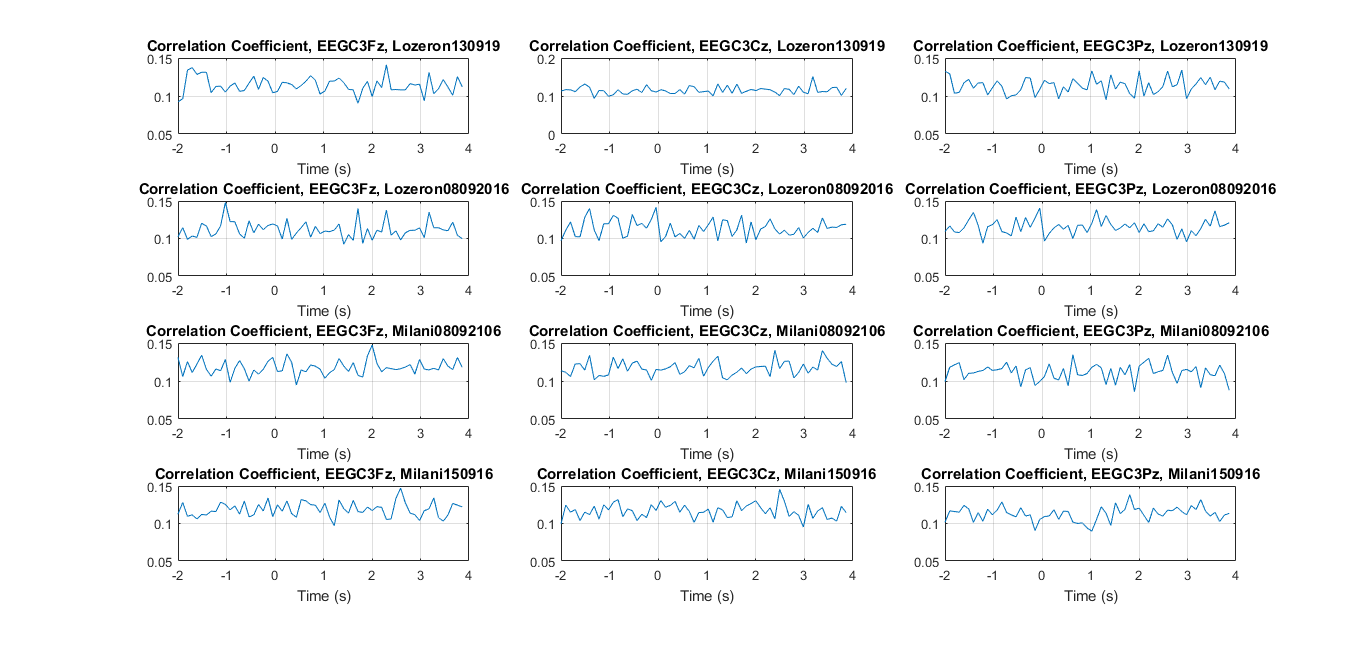 Correlation Coefficient, EEGC3Fz, Lozeron130919
0.15
0.1
0.05
-2 -1 0 1 2 3 4
Time (s)
Correlation Coefficient, EEGC3Cz, Lozeron130919
0.2
0.1
0
-2 -1 0 1 2 3 4
Time (s)
Correlation Coefficient, EEGC3Pz, Lozeron130919
0.15
0.1
0.05
-2 -1 0 1 2 3 4
Time (s)
Correlation Coefficient, EEGC3Fz, Lozeron08092016
0.15
0.1
0.05
-2 -1 0 1 2 3 4
Time (s)
Correlation Coefficient, EEGC3Cz, Lozeron08092016
0.15
0.1
0.05
-2 -1 0 1 2 3 4
Time (s)
Correlation Coefficient, EEGC3Pz, Lozeron08092016
0.15
0.1
0.05
-2 -1 0 1 2 3 4
Time (s)
Correlation Coefficient, EEGC3Fz, Milani08092106
0.15
0.1
0.05
-2 -1 0 1 2 3 4
Time (s)
Correlation Coefficient, EEGC3Cz, Milani08092106
0.15
0.1
0.05
-2 -1 0 1 2 3 4
Time (s)
Correlation Coefficient, EEGC3Pz, Milani08092106
0.15
0.1
0.05
-2 -1 0 1 2 3 4
Time (s)
Correlation Coefficient, EEGC3Fz, Milani150916
0.15
0.1
0.05
-2 -1 0 1 2 3 4
Time (s)
Correlation Coefficient, EEGC3Cz, Milani150916
0.15
0.1
0.05
-2 -1 0 1 2 3 4
Time (s)
Correlation Coefficient, EEGC3Pz, Milani150916
0.15
0.1
0.05
-2 -1 0 1 2 3 4
Time (s)